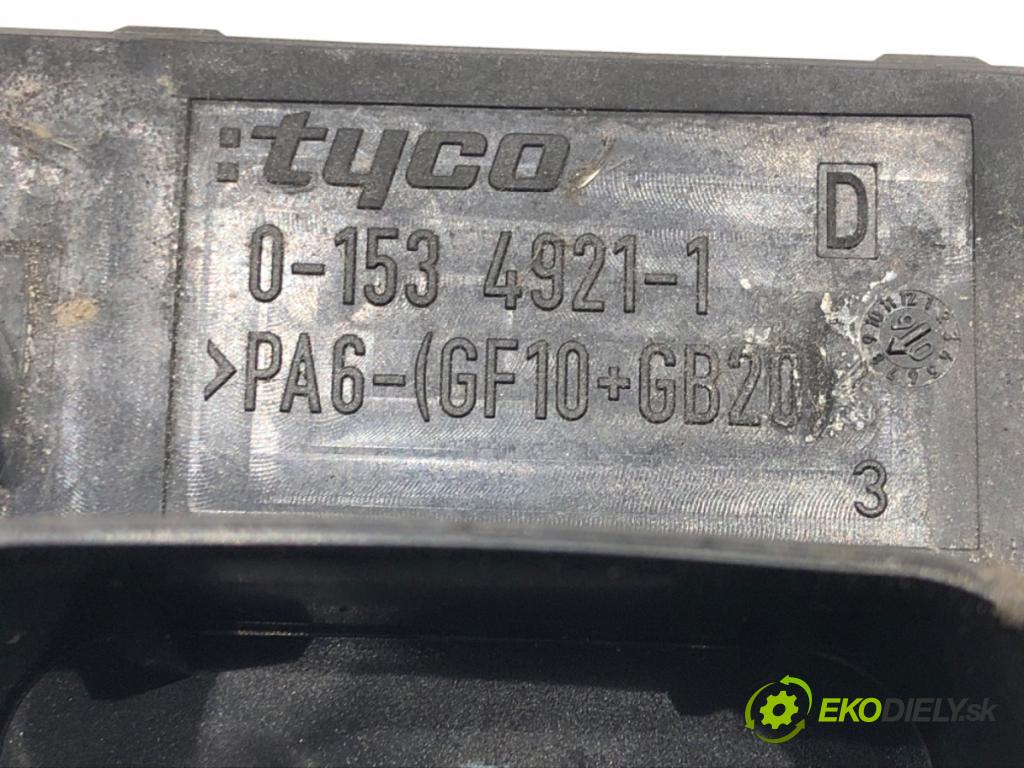 :tyco
D
0-153 4921-1
>PA6-(GF10+GB20)
3
EKODIELY.sk